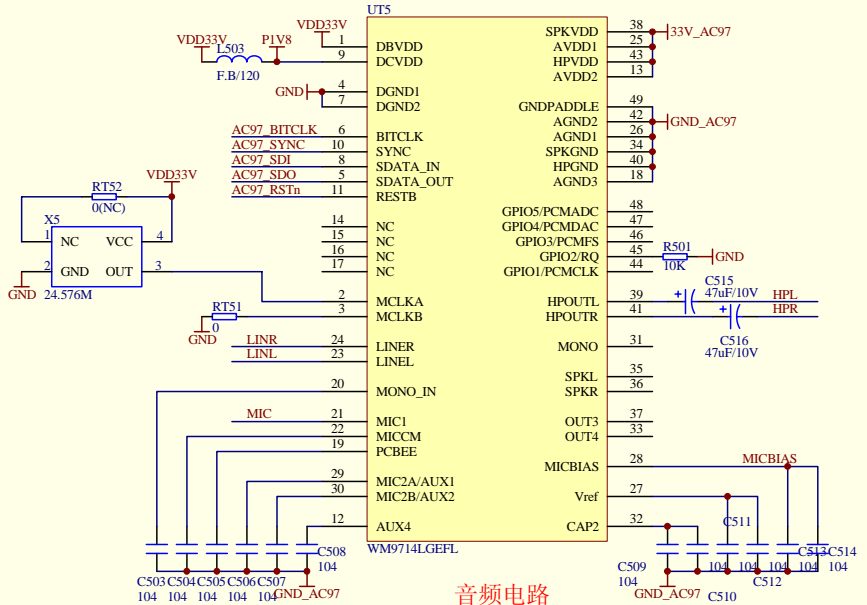 UT5
VDD33V
VDD33V
L503
P1V8
F.B/120
1 DBVDD
9 DCVDD
GND
4 DGND1
7 DGND2
AC97_BITCLK 6 BITCLK
AC97_SYNC 10 SYNC
AC97_SDI 8 SDATA_IN
AC97_SDO 5 SDATA_OUT
AC97_RSTn 11 RESTB
VDD33V
RT52
0(NC)
X5
1 NC VCC 4
2 GND OUT 3
GND
24.576M
14 NC
15 NC
16 NC
17 NC
2 MCLKA
3 MCLKB
RT51
0
GND
LINR 24 LINER
LINL 23 LINEL
20 MONO_IN
MIC 21 MIC1
22 MICCM
19 PCBEE
29 MIC2A/AUX1
30 MIC2B/AUX2
12 AUX4
WM9714LGEFL
SPKVDD 38 33V_AC97
AVDD1 25
HPVDD 43
AVDD2 13
GNDPADDLE 49
AGND2 42 GND_AC97
AGND1 26
SPKGND 34
HPGND 40
AGND3 18
GPIO5/PCMADC 48
GPIO4/PCMDAC 47
GPIO3/PCMFS 46
GPIO2/RQ 45
GPIO1/PCMCLK 44
R501
10K
GND
HPOUTL 39
HPOUTR 41
C515
47uF/10V
HPL
HPR
C516
47uF/10V
MONO 31
SPKL 35
SPKR 36
OUT3 37
OUT4 33
MICBIAS 28 MICBIAS
Vref 27
CAP2 32
C503
104
C504
104
C505
104
C506
104
C507
104
C508
104
GND_AC97
C509
104
GND_AC97
C510
104
C511
104
C512
104
C513
104
C514
104
音频电路